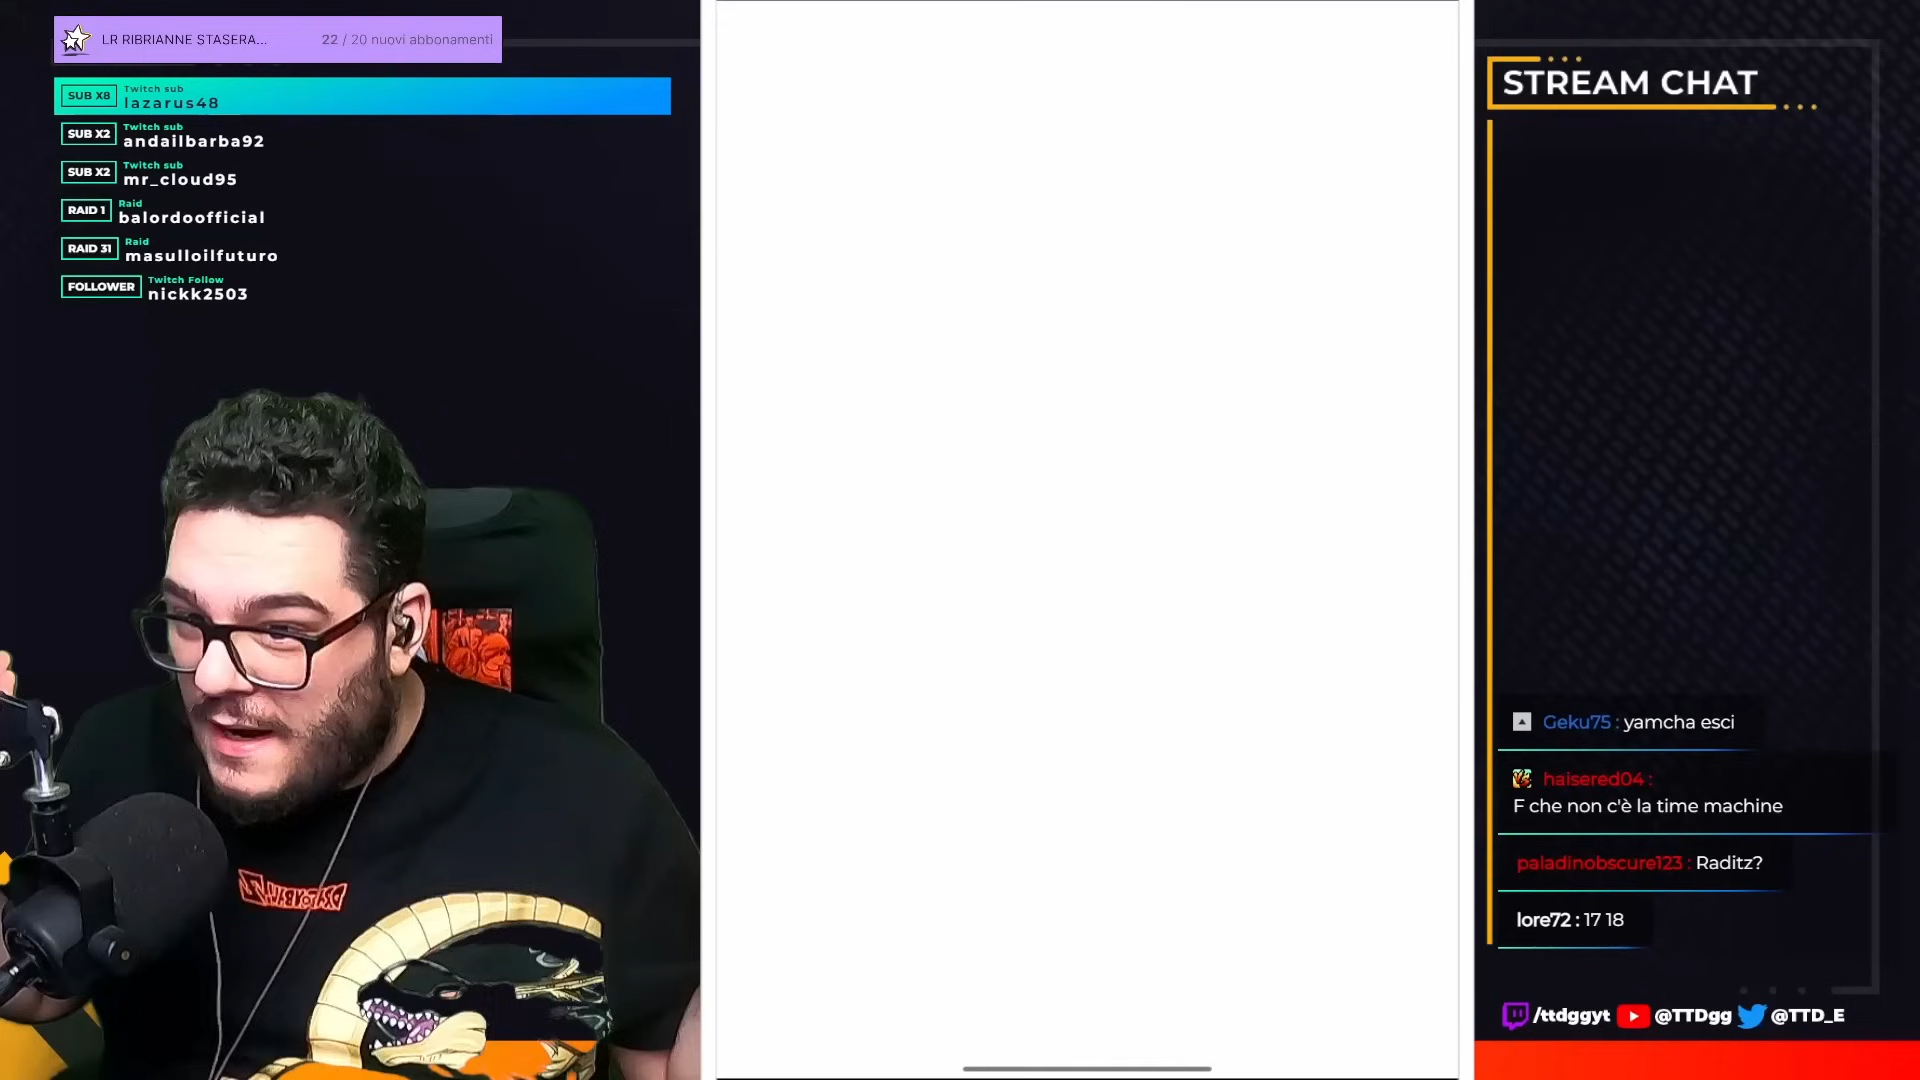 LR RIBRIANNE STASERA...
22 / 20 nuovi abbonamenti
SUB X8
Twitch sub
lazarus48
SUB X2
Twitch sub
andailbarba92
SUB X2
Twitch sub
mr_cloud95
RAID 1
Raid
balordoofficial
RAID 31
Raid
masulloilfuturo
FOLLOWER
Twitch Follow
nickk2503
STREAM CHAT
Geku75 : yamcha esci
haisered04 :
F che non c'è la time machine
paladinobscure123 : Raditz?
lore72 : 17 18
/ttdggyt @TTDgg @TTD_E